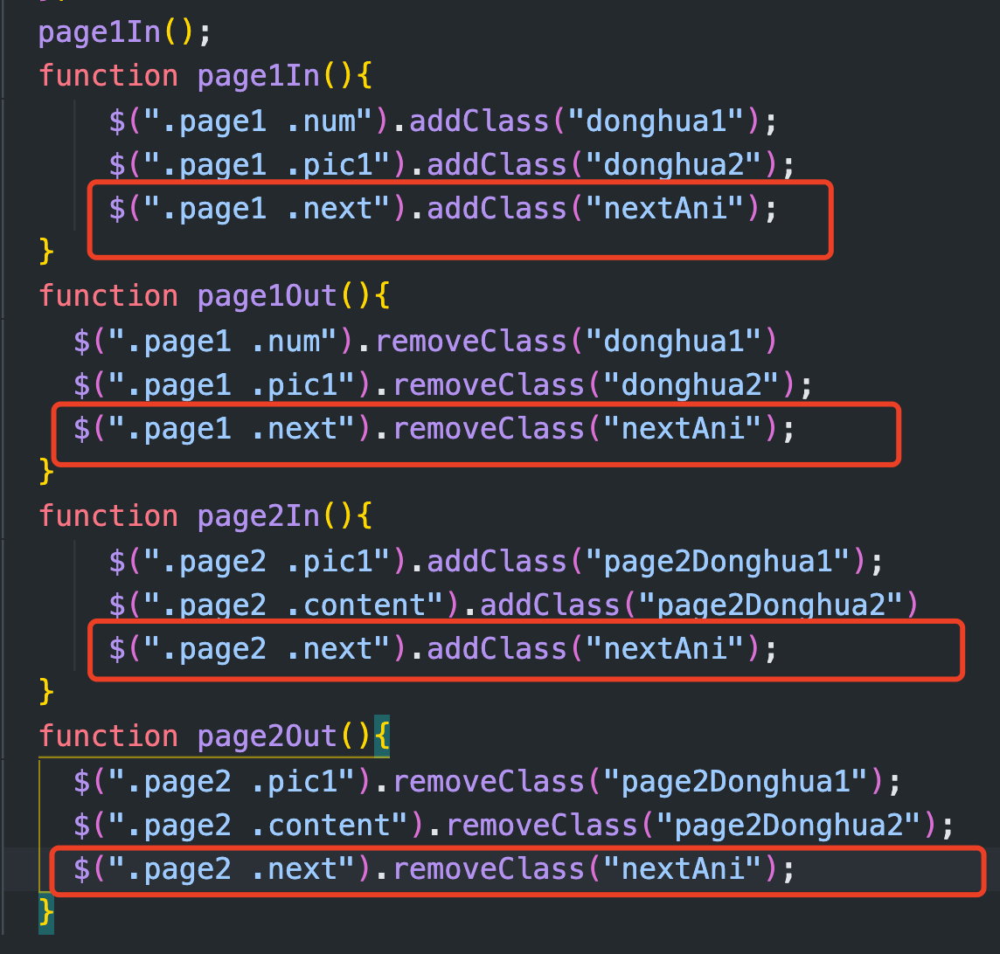 page1In();
function page1In(){
$(".page1 .num").addClass("donghua1");
$(".page1 .pic1").addClass("donghua2");
$(".page1 .next").addClass("nextAni");
}
function page1Out(){
$(".page1 .num").removeClass("donghua1")
$(".page1 .pic1").removeClass("donghua2");
$(".page1 .next").removeClass("nextAni");
}
function page2In(){
$(".page2 .pic1").addClass("page2Donghua1");
$(".page2 .content").addClass("page2Donghua2")
$(".page2 .next").addClass("nextAni");
}
function page2Out(){
$(".page2 .pic1").removeClass("page2Donghua1");
$(".page2 .content").removeClass("page2Donghua2");
$(".page2 .next").removeClass("nextAni");
}